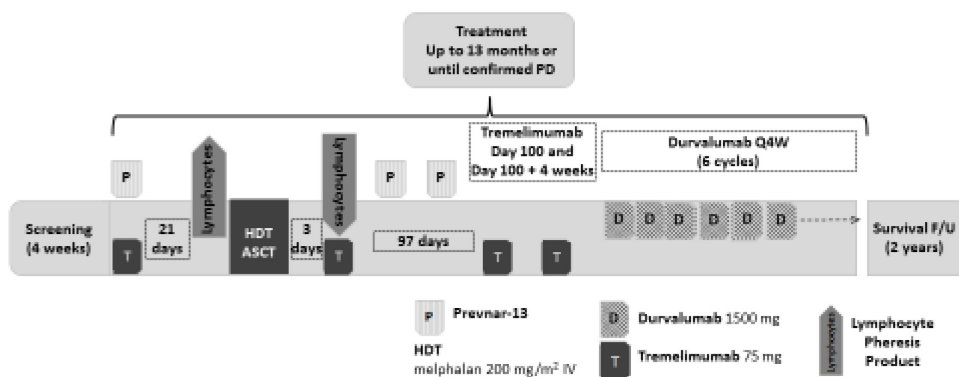 Treatment
Up to 13 months or
until confirmed PD
Tremelimumab
Day 100 and
Day 100 + 4 weeks
Durvalumab Q4W
(6 cycles)
P
Lymphocytes
Lymphocytes
P
P
Screening
(4 weeks)
T
21
days
HDT
ASCT
3
days
T
97 days
T
T
D
D
D
D
D
D
Survival F/U
(2 years)
P
Prevnar-13
HDT
melphalan 200 mg/m² IV
D
Durvalumab 1500 mg
T
Tremelimumab 75 mg
Lymphocytes
Lymphocyte
Pheresis
Product